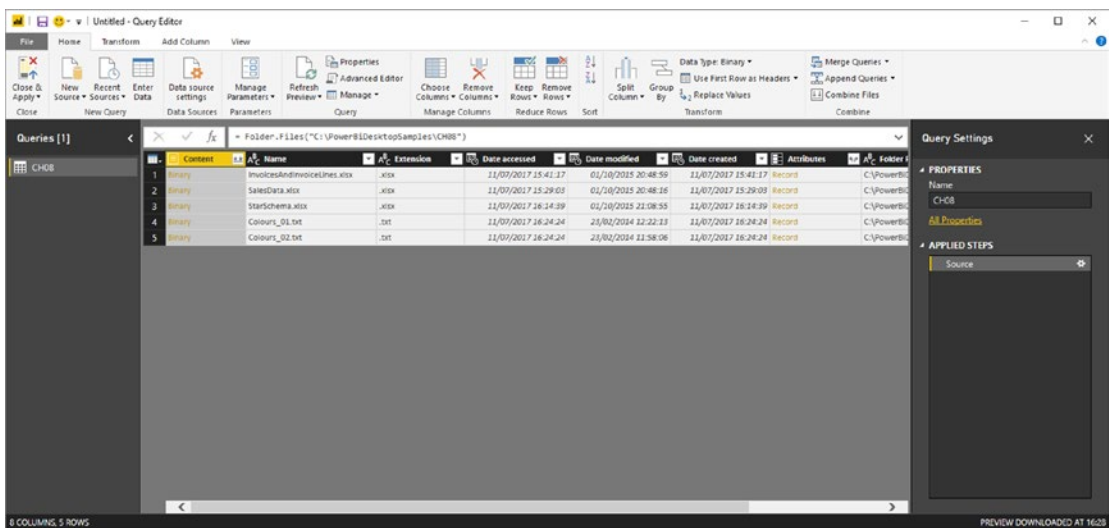 Untitled - Query Editor
File Home Transform Add Column View
Close & Apply
New Source
Recent Sources
Enter Data
Data source settings
Manage Parameters
Refresh Preview
Properties
Advanced Editor
Manage
Choose Columns
Remove Columns
Keep Rows
Remove Rows
Split Column
Group By
Data Type: Binary
Use First Row as Headers
Replace Values
Merge Queries
Append Queries
Combine Files
Close New Query Data Sources Parameters Query Manage Columns Reduce Rows Sort Transform Combine
Queries [1]
CH08
fx = Folder.Files("C:\PowerBiDesktopSamples\CH08")
Content Name Extension Date accessed Date modified Date created Attributes Folder
1 Binary InvoicesAndInvoiceLines.xlsx .xlsx 11/07/2017 15:41:17 01/10/2015 20:48:59 11/07/2017 15:41:17 Record C:\PowerBiD
2 Binary SalesData.xlsx .xlsx 11/07/2017 15:29:03 01/10/2015 20:48:16 11/07/2017 15:29:03 Record C:\PowerBiD
3 Binary StarSchema.xlsx .xlsx 11/07/2017 16:14:39 01/10/2015 21:08:55 11/07/2017 16:14:39 Record C:\PowerBiD
4 Binary Colours_01.txt .txt 11/07/2017 16:24:24 23/02/2014 12:22:13 11/07/2017 16:24:24 Record C:\PowerBiD
5 Binary Colours_02.txt .txt 11/07/2017 16:24:24 23/02/2014 11:58:06 11/07/2017 16:24:24 Record C:\PowerBiD
Query Settings
PROPERTIES
Name
CH08
All Properties
APPLIED STEPS
Source
8 COLUMNS, 5 ROWS
PREVIEW DOWNLOADED AT 16:28